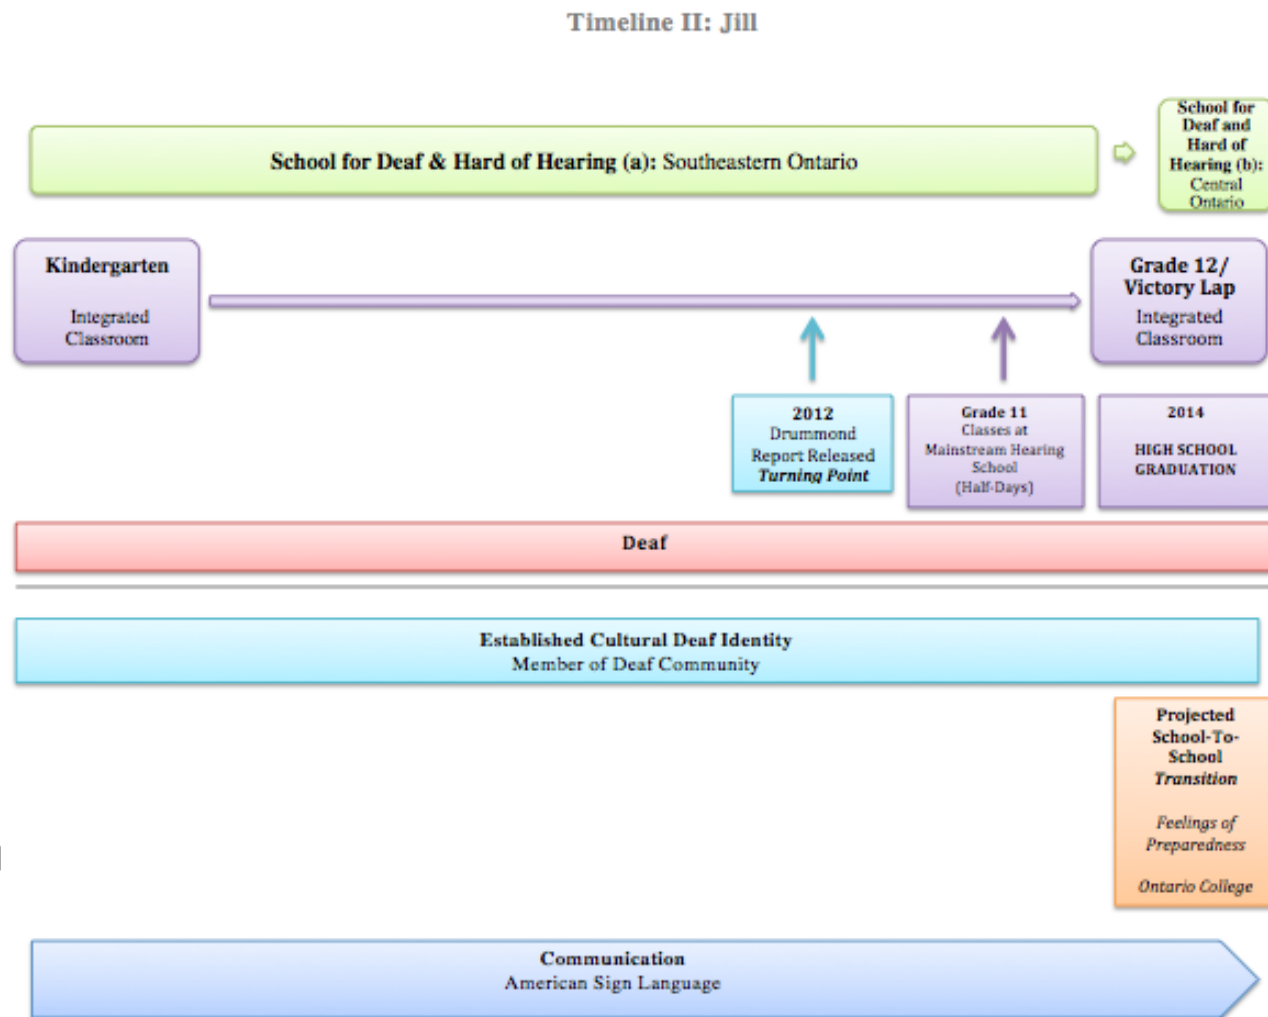 Timeline II: Jill
School for Deaf & Hard of Hearing (a): Southeastern Ontario
School for
Deaf and
Hard of
Hearing (b):
Central
Ontario
Kindergarten
Integrated
Classroom
Grade 12/
Victory Lap
Integrated
Classroom
2012
Drummond
Report Released
Turning Point
Grade 11
Classes at
Mainstream Hearing
School
(Half-Days)
2014
HIGH SCHOOL
GRADUATION
Deaf
Established Cultural Deaf Identity
Member of Deaf Community
Projected
School-To-
School
Transition
Feelings of
Preparedness
Ontario College
Communication
American Sign Language